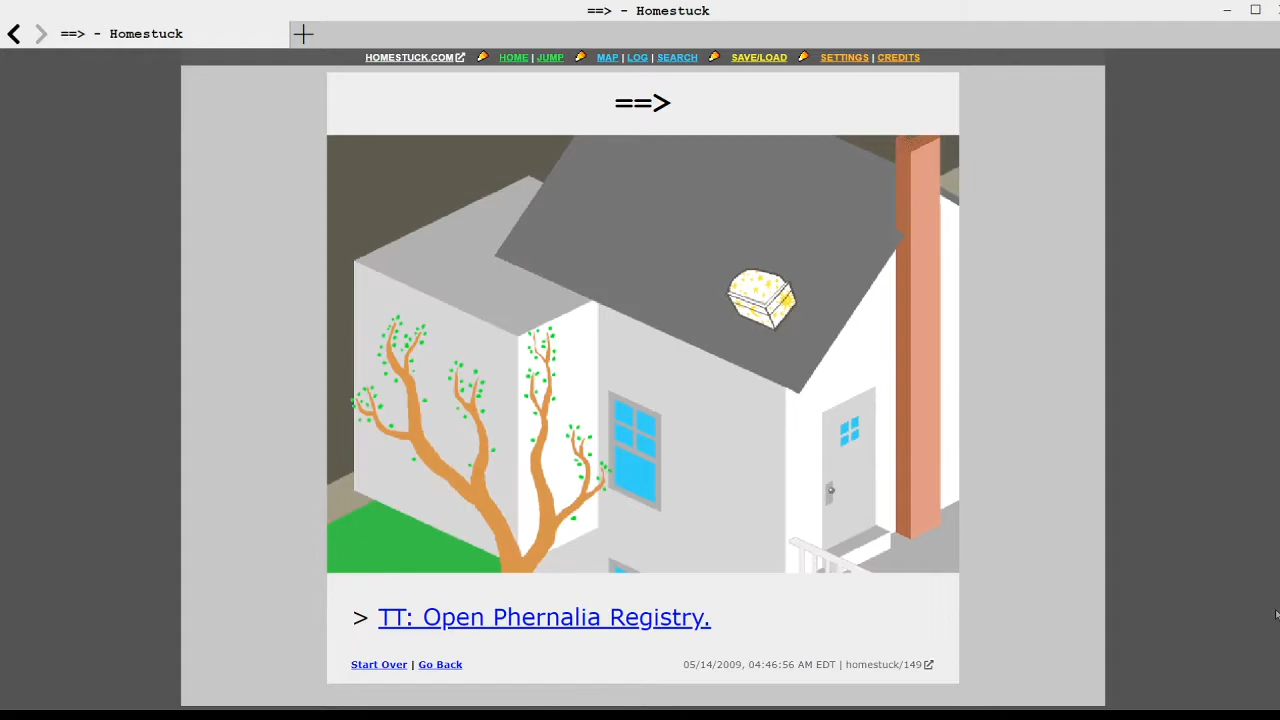 ==> - Homestuck
==> - Homestuck
HOMESTUCK.COM HOME | JUMP MAP | LOG | SEARCH SAVE/LOAD SETTINGS | CREDITS
==>
> TT: Open Phernalia Registry.
Start Over | Go Back 05/14/2009, 04:46:56 AM EDT | homestuck/149